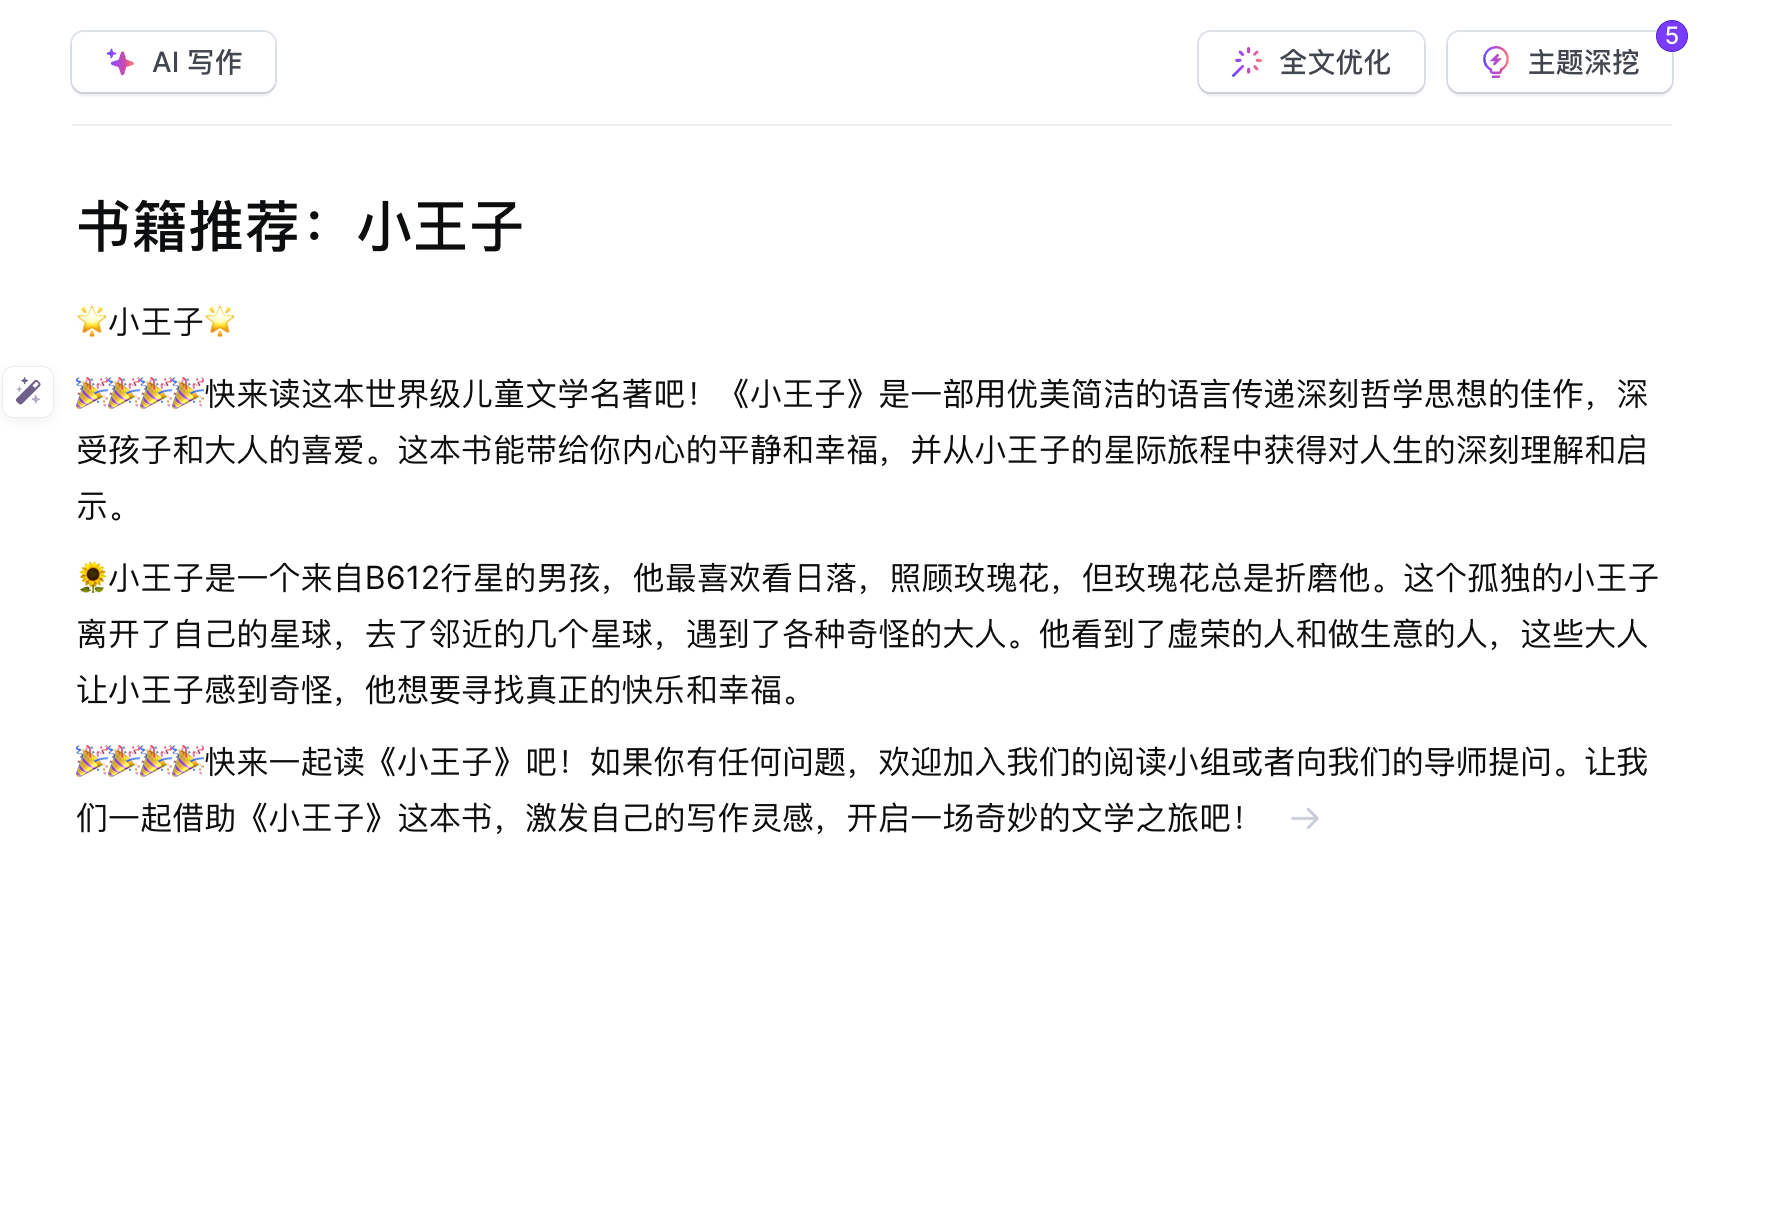 AI 写作
全文优化
主题深挖
5
书籍推荐：小王子
🌟小王子🌟
🎉🎉🎉🎉快来读这本世界级儿童文学名著吧！《小王子》是一部用优美简洁的语言传递深刻哲学思想的佳作，深
受孩子和大人的喜爱。这本书能带给你内心的平静和幸福，并从小王子的星际旅程中获得对人生的深刻理解和启
示。
🌻小王子是一个来自B612行星的男孩，他最喜欢看日落，照顾玫瑰花，但玫瑰花总是折磨他。这个孤独的小王子
离开了自己的星球，去了邻近的几个星球，遇到了各种奇怪的大人。他看到了虚荣的人和做生意的人，这些大人
让小王子感到奇怪，他想要寻找真正的快乐和幸福。
🎉🎉🎉🎉快来一起读《小王子》吧！如果你有任何问题，欢迎加入我们的阅读小组或者向我们的导师提问。让我
们一起借助《小王子》这本书，激发自己的写作灵感，开启一场奇妙的文学之旅吧！ →